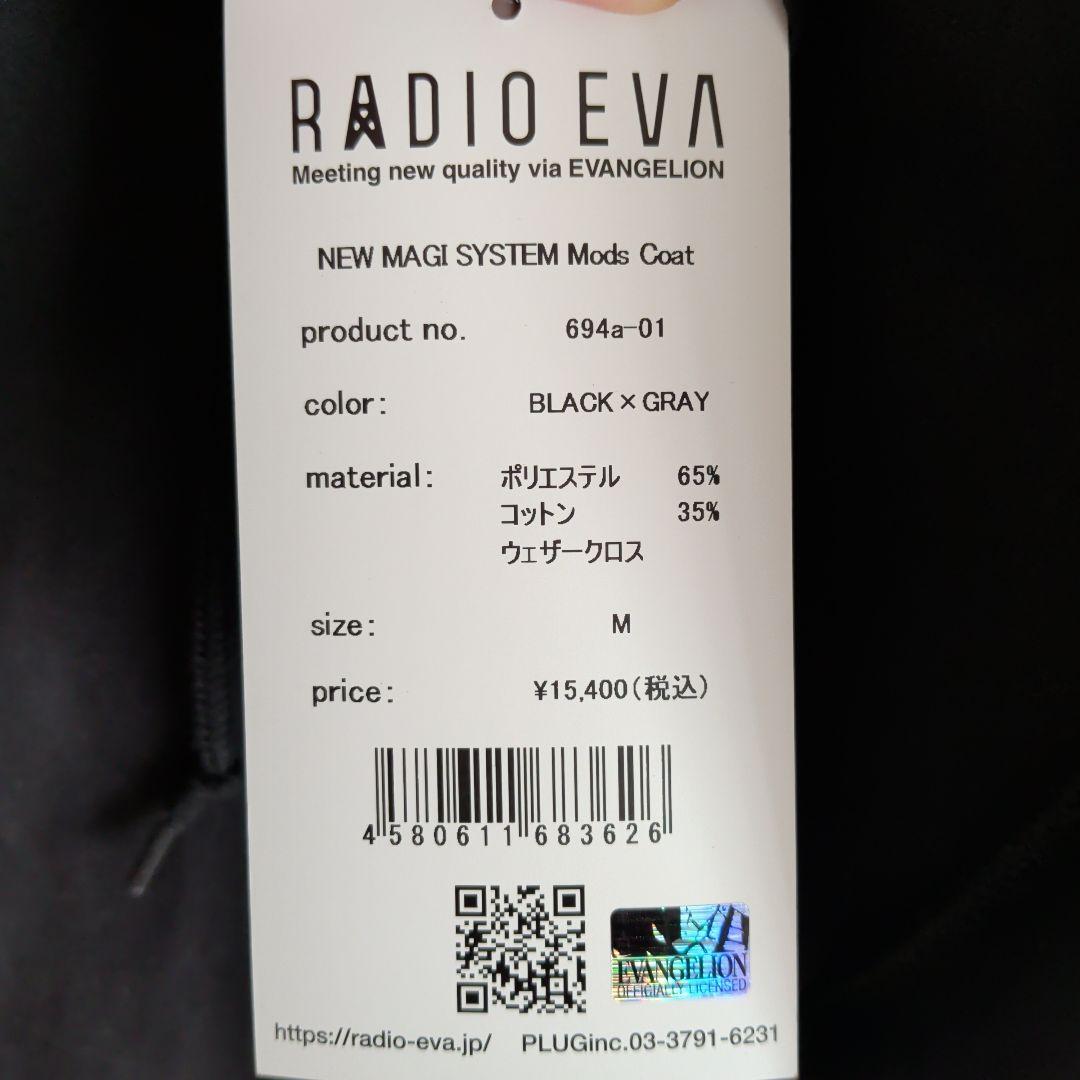 RADIO EVA
Meeting new quality via EVANGELION
NEW MAGI SYSTEM Mods Coat
product no. 694a-01
color: BLACK×GRAY
material: ポリエステル 65%
コットン 35%
ウェザークロス
size: M
price: ¥15,400(税込)
4580611683626
EVANGELION
OFFICIALLY LICENSED
https://radio-eva.jp/ PLUGinc.03-3791-6231